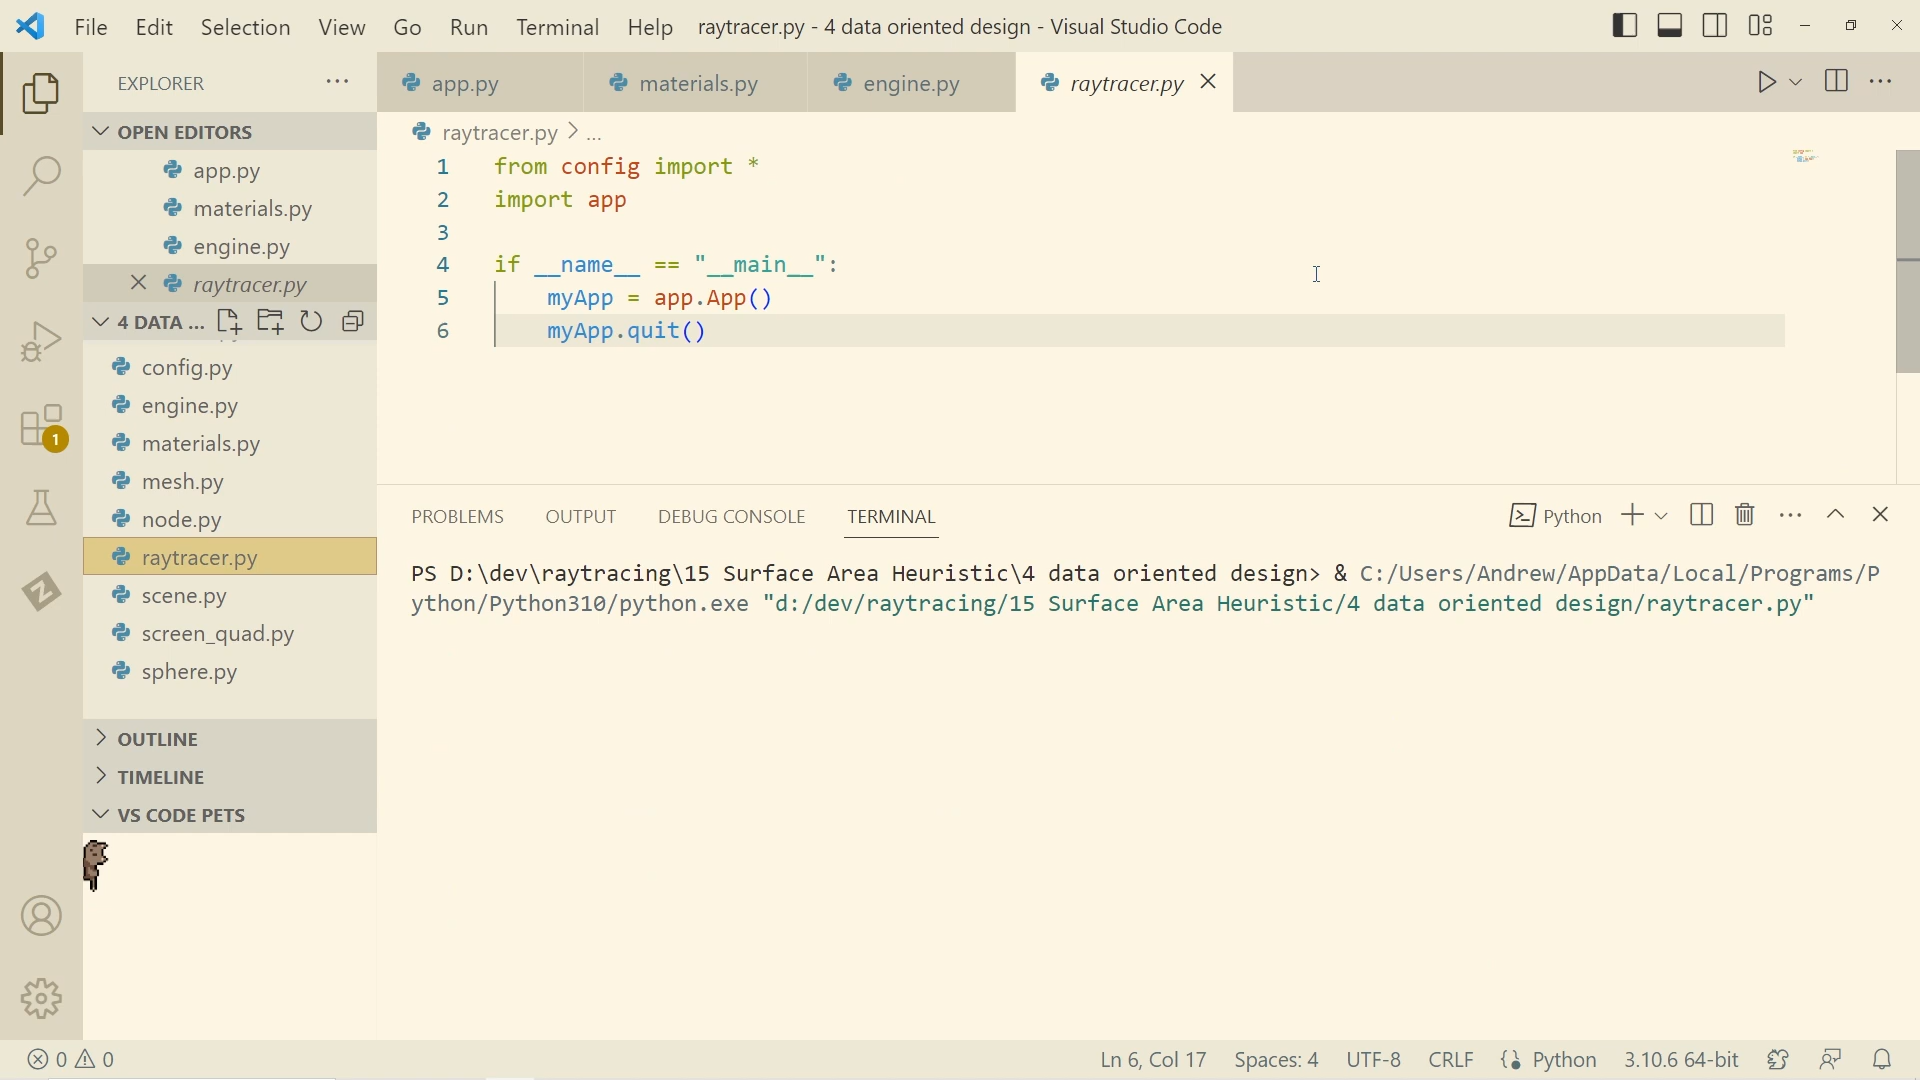 File Edit Selection View Go Run Terminal Help raytracer.py - 4 data oriented design - Visual Studio Code
EXPLORER
app.py materials.py engine.py raytracer.py
OPEN EDITORS
app.py
materials.py
engine.py
raytracer.py
4 DATA ...
config.py
engine.py
materials.py
mesh.py
node.py
raytracer.py
scene.py
screen_quad.py
sphere.py
OUTLINE
TIMELINE
VS CODE PETS
1
raytracer.py > ...
1 from config import *
2 import app
3
4 if __name__ == "__main__":
5 myApp = app.App()
6 myApp.quit()
PROBLEMS OUTPUT DEBUG CONSOLE TERMINAL
Python
PS D:\dev\raytracing\15 Surface Area Heuristic\4 data oriented design> & C:/Users/Andrew/AppData/Local/Programs/P
ython/Python310/python.exe "d:/dev/raytracing/15 Surface Area Heuristic/4 data oriented design/raytracer.py"
0 0 Ln 6, Col 17 Spaces: 4 UTF-8 CRLF Python 3.10.6 64-bit